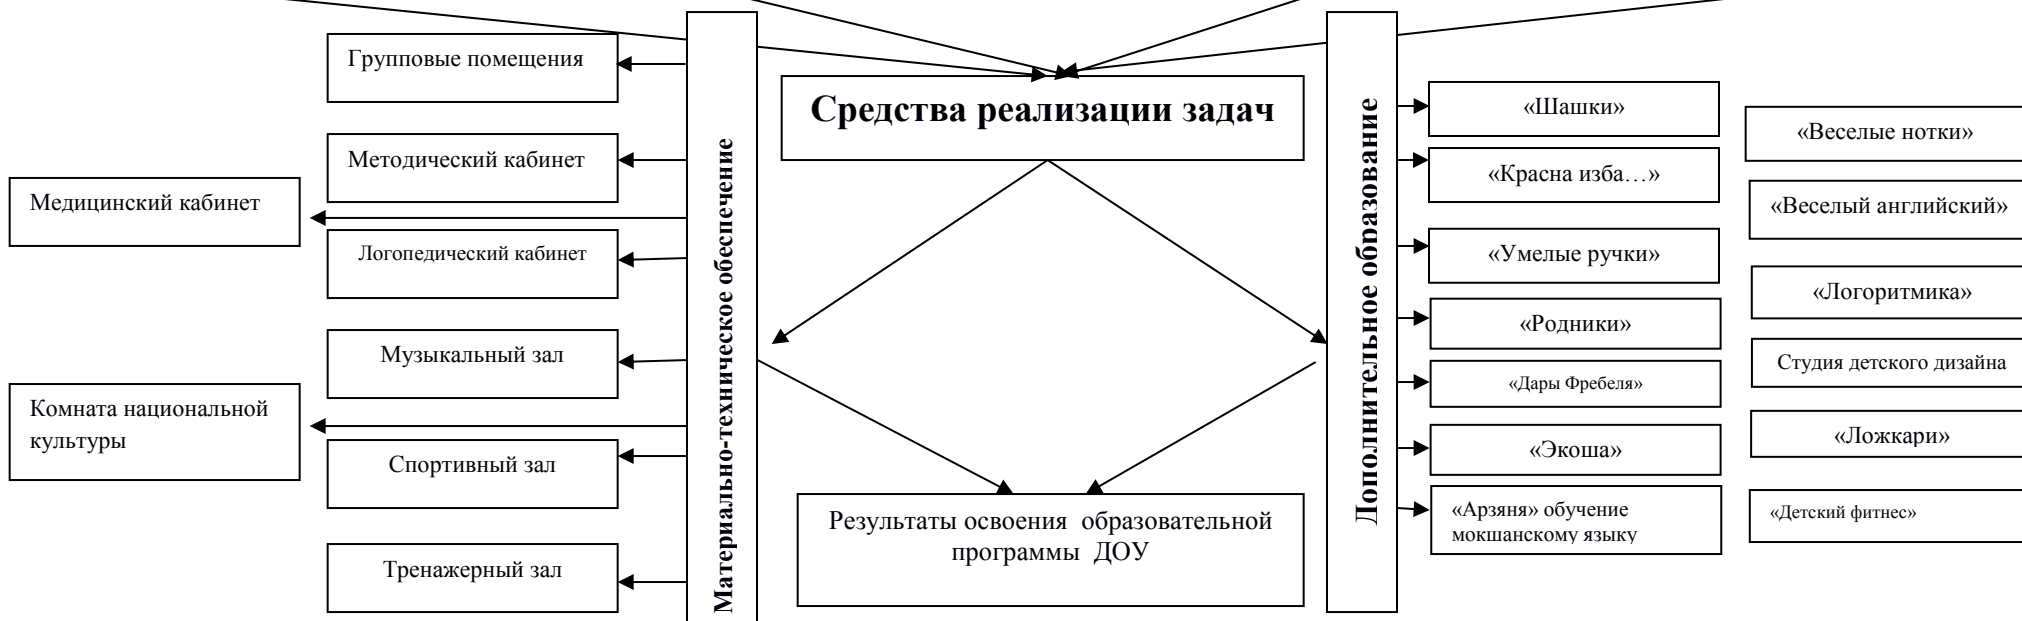 Групповые помещения
Методический кабинет
Медицинский кабинет
Логопедический кабинет
Музыкальный зал
Комната национальной
культуры
Спортивный зал
Тренажерный зал
Материально-техническое обеспечение
Средства реализации задач
Результаты освоения образовательной
программы ДОУ
Дополнительное образование
«Шашки»
«Красна изба…»
«Умелые ручки»
«Родники»
«Дары Фребеля»
«Экоша»
«Арзяня» обучение
мокшанскому языку
«Веселые нотки»
«Веселый английский»
«Логоритмика»
Студия детского дизайна
«Ложкари»
«Детский фитнес»